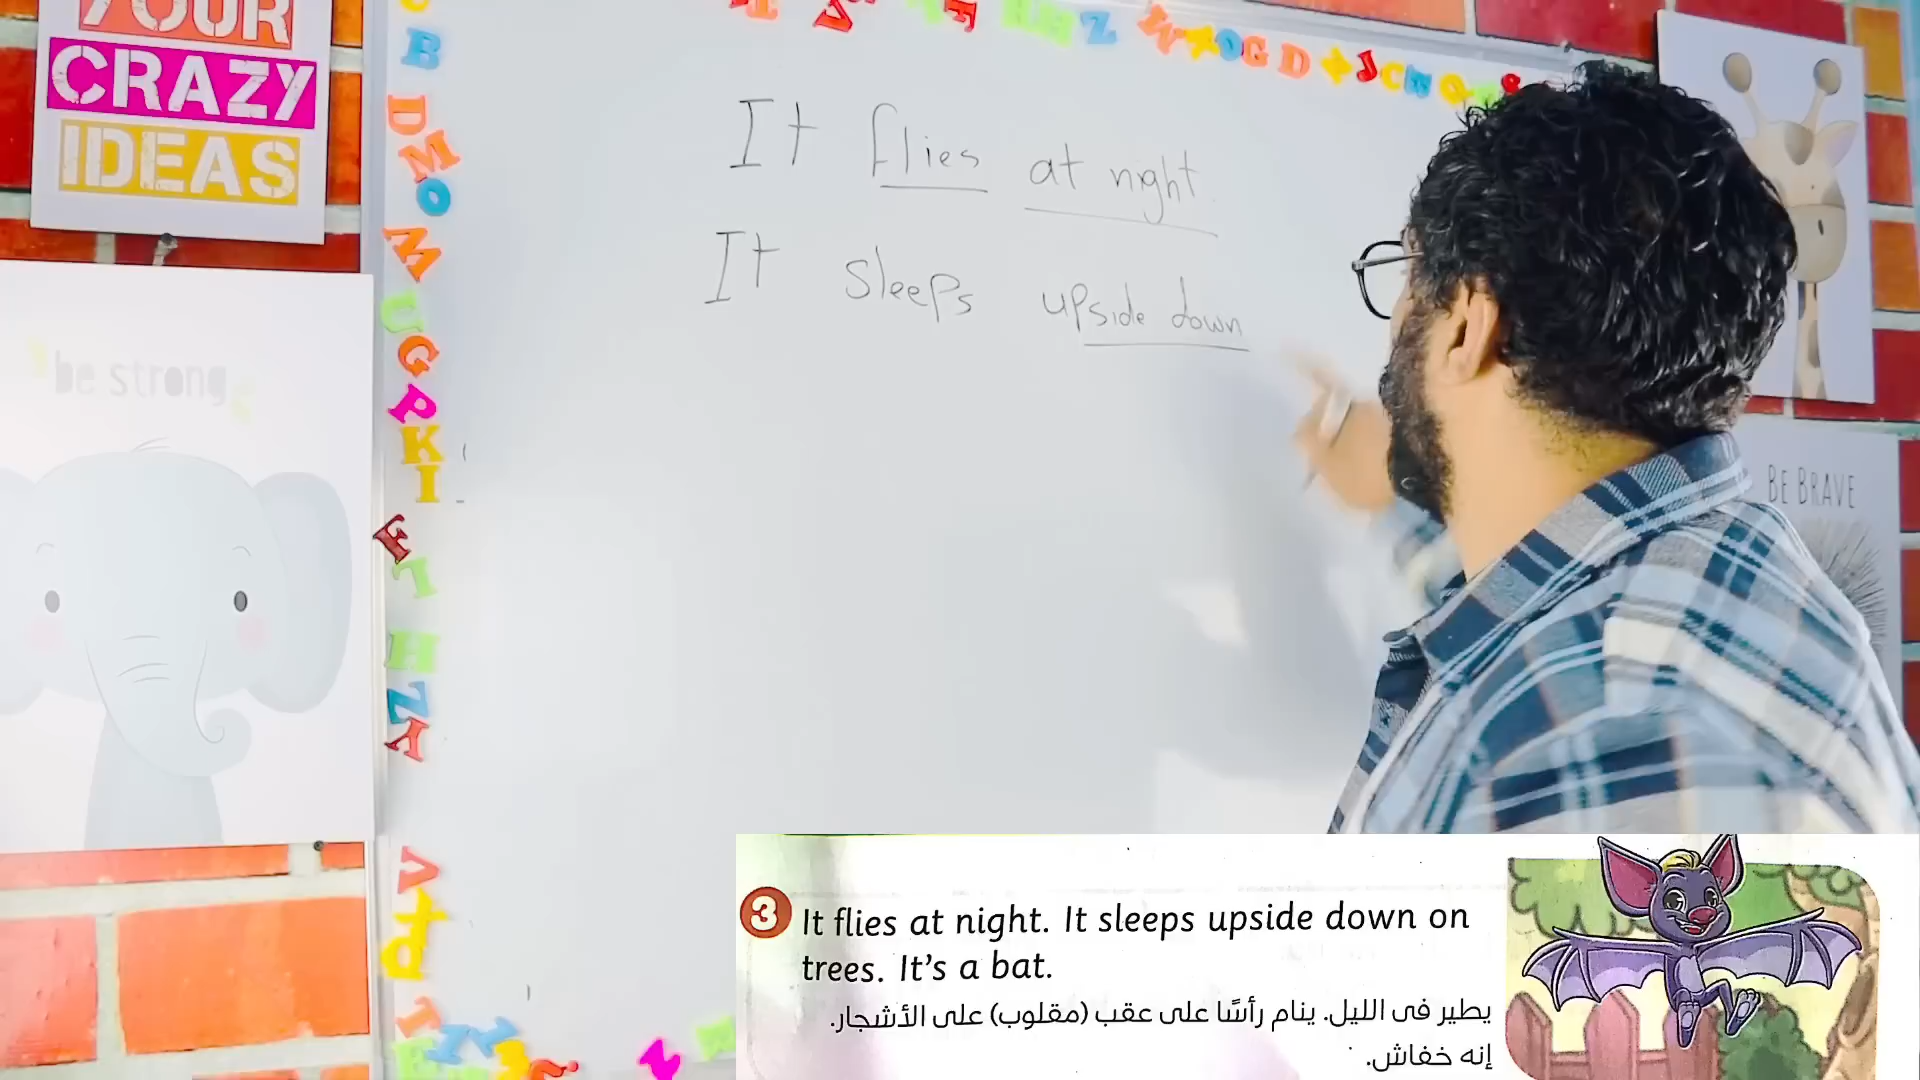 YOUR
CRAZY
IDEAS
be strong
It flies at night.
It sleeps upside down
BE BRAVE
3 It flies at night. It sleeps upside down on
trees. It's a bat.
يطير فى الليل. ينام رأسًا على عقب (مقلوب) على الأشجار.
إنه خفاش.